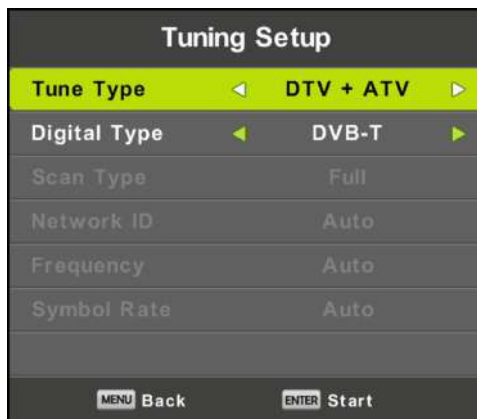 Tuning Setup
Tune Type DTV + ATV
Digital Type DVB-T
Scan Type Full
Network ID Auto
Frequency Auto
Symbol Rate Auto
MENU Back ENTER Start